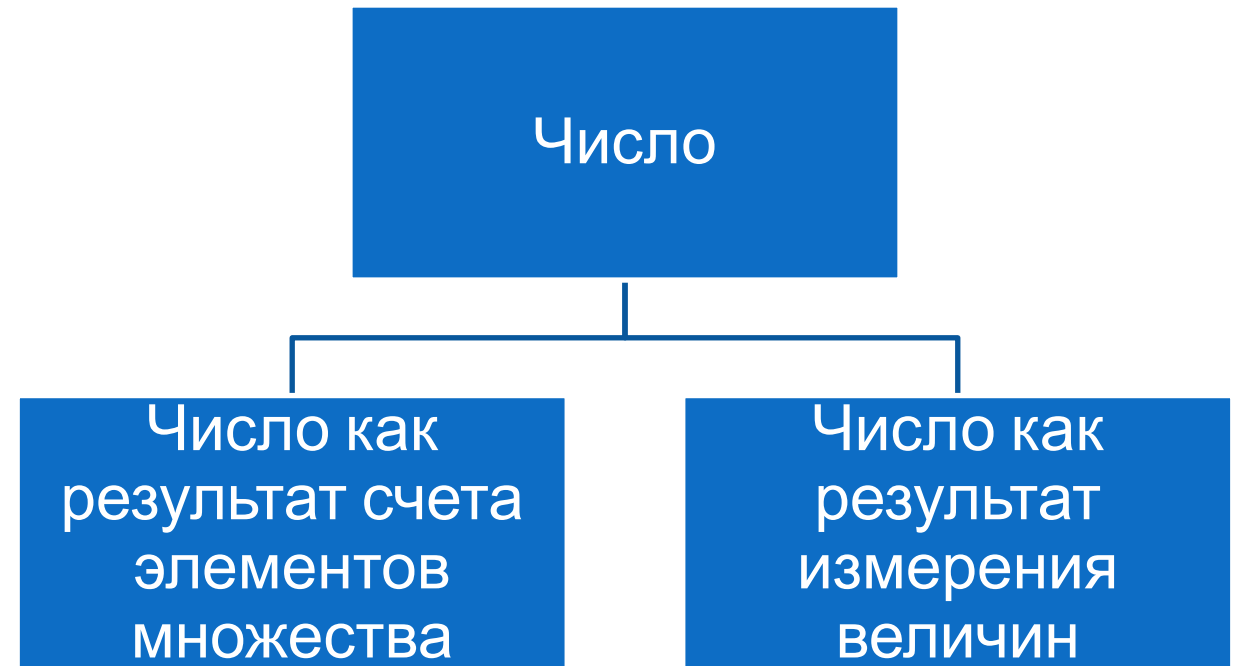 Число
Число как
результат счета
элементов
множества
Число как
результат
измерения
величин